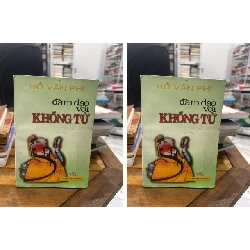 HỒ VĂN PHI
đàm đạo
với
KHỔNG TỬ
HỒ VĂN PHI
đàm đạo
với
KHỔNG TỬ